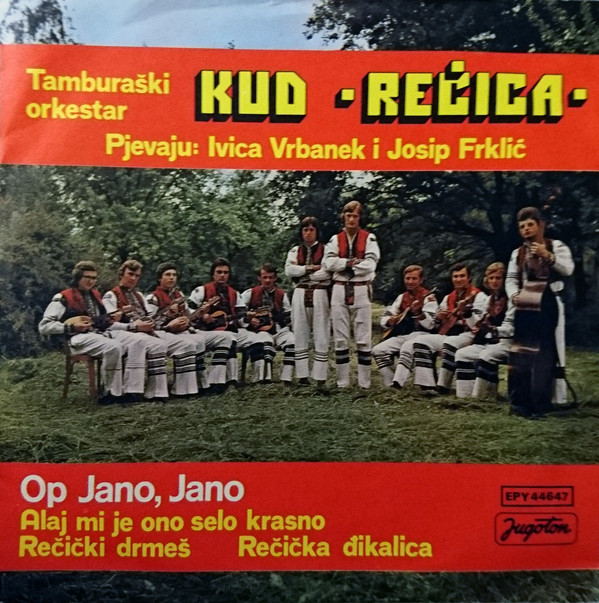 Tamburaški
orkestar
KUD •REČICA•
Pjevaju: Ivica Vrbanek i Josip Frklić
Op Jano, Jano
Alaj mi je ono selo krasno
Rečički drmeš Rečička đikalica
EPY 44647
Jugoton